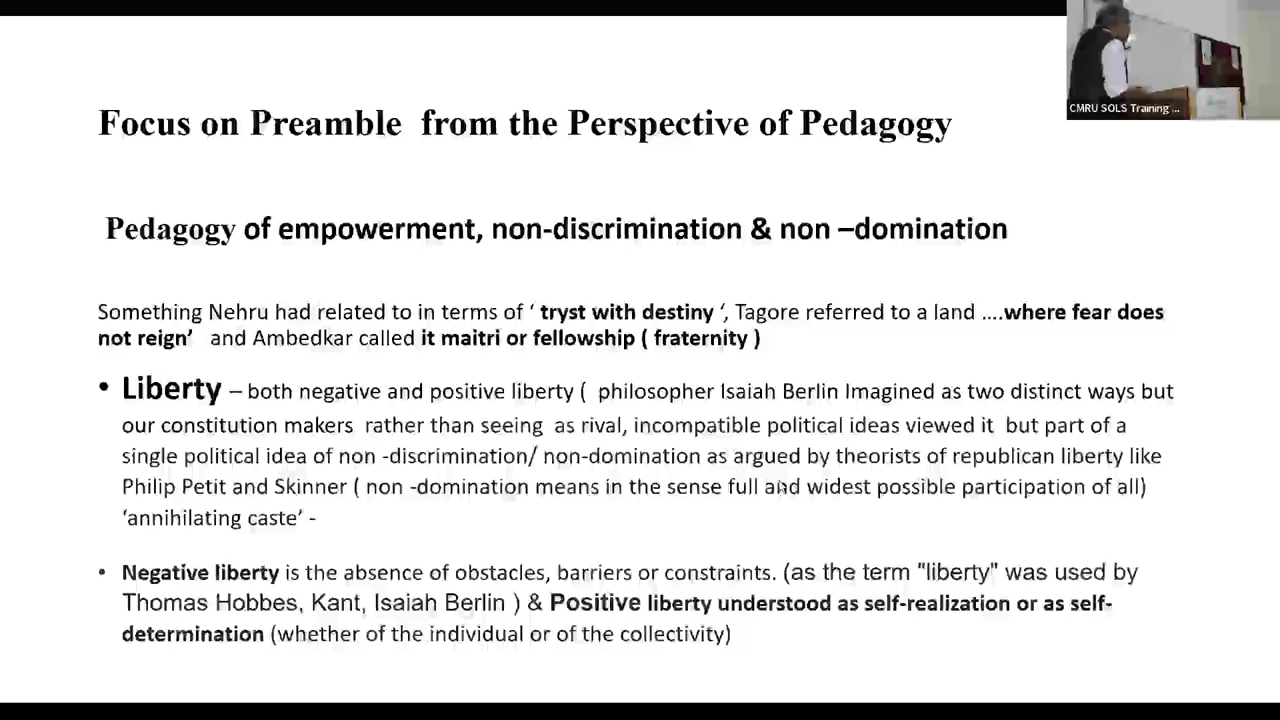 CMRU SOLS Training ...
Focus on Preamble from the Perspective of Pedagogy
Pedagogy of empowerment, non-discrimination & non –domination
Something Nehru had related to in terms of ‘ tryst with destiny ‘, Tagore referred to a land ....where fear does
not reign’ and Ambedkar called it maitri or fellowship ( fraternity )
• Liberty – both negative and positive liberty ( philosopher Isaiah Berlin Imagined as two distinct ways but
our constitution makers rather than seeing as rival, incompatible political ideas viewed it but part of a
single political idea of non -discrimination/ non-domination as argued by theorists of republican liberty like
Philip Petit and Skinner ( non -domination means in the sense full and widest possible participation of all)
‘annihilating caste’ -
• Negative liberty is the absence of obstacles, barriers or constraints. (as the term "liberty" was used by
Thomas Hobbes, Kant, Isaiah Berlin ) & Positive liberty understood as self-realization or as self-
determination (whether of the individual or of the collectivity)